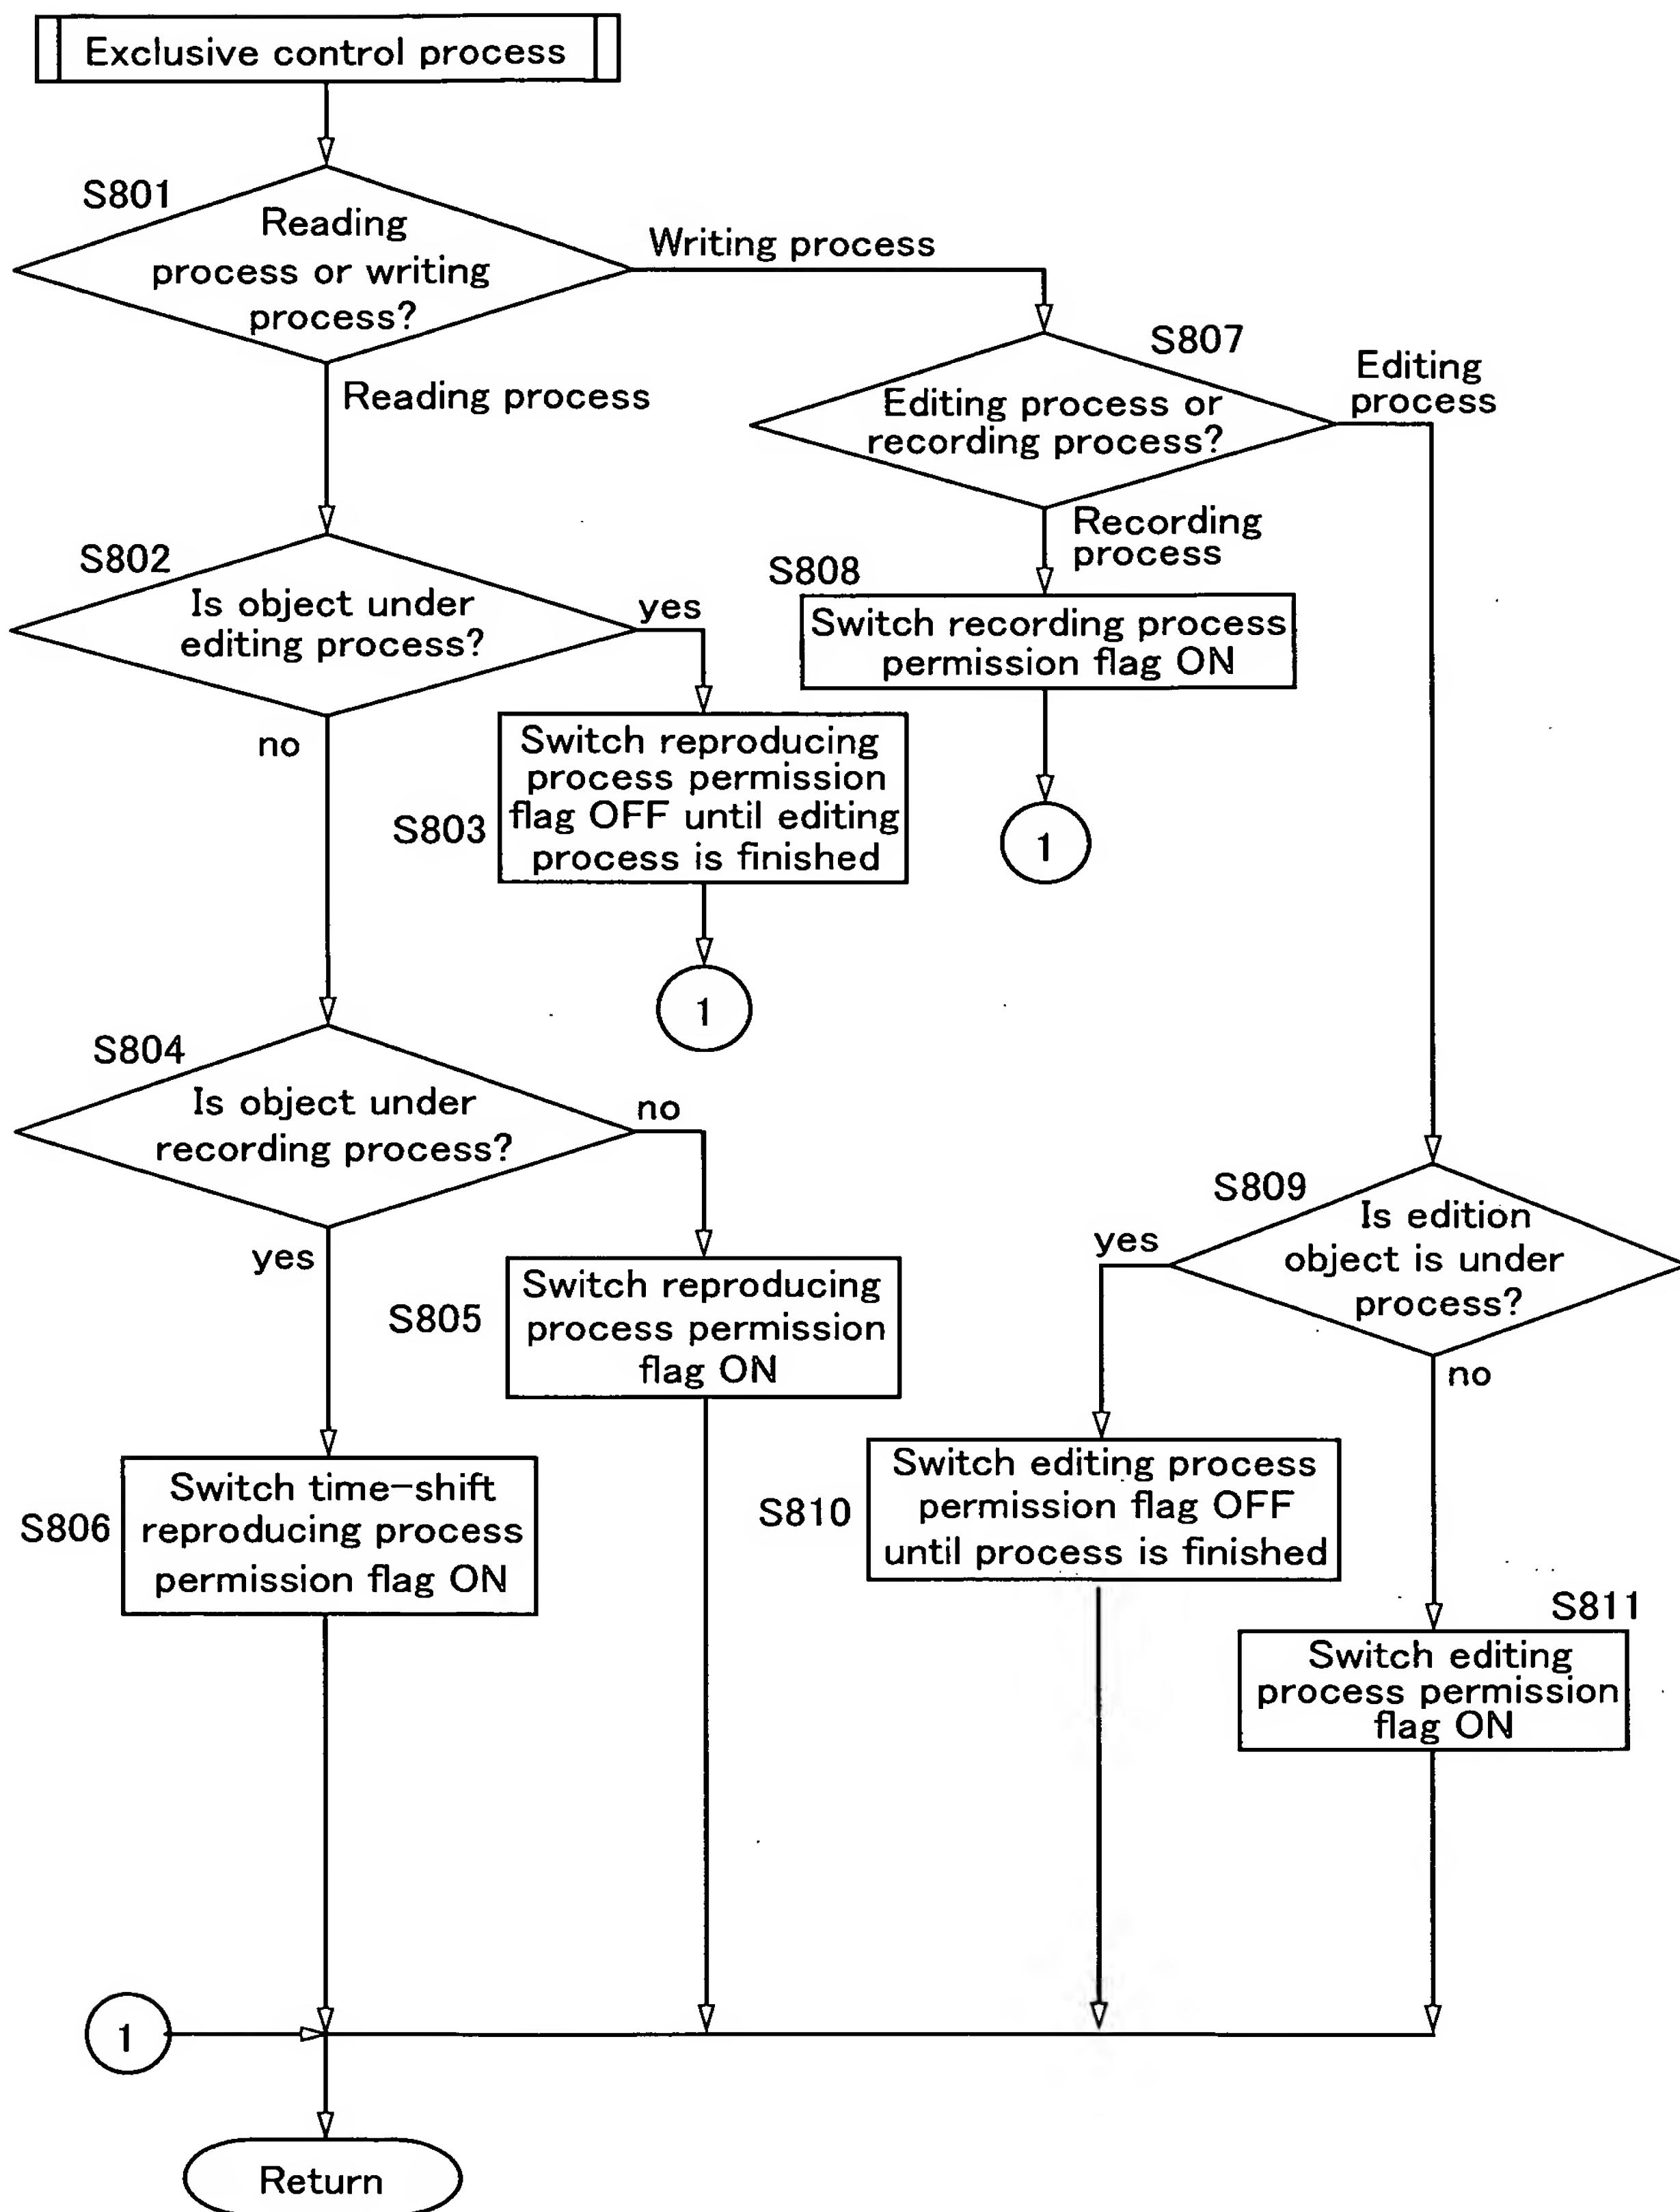 Exclusive control process
S801
Reading
process or writing
process?
Writing process
Reading process
S807
Editing process or
recording process?
Editing
process
Recording
process
S802
Is object under
editing process?
yes
no
S808
Switch recording process
permission flag ON
1
S803
Switch reproducing
process permission
flag OFF until editing
process is finished
1
S804
Is object under
recording process?
no
yes
S805
Switch reproducing
process permission
flag ON
S806
Switch time-shift
reproducing process
permission flag ON
S809
Is edition
object is under
process?
yes
no
S810
Switch editing process
permission flag OFF
until process is finished
S811
Switch editing
process permission
flag ON
1
Return